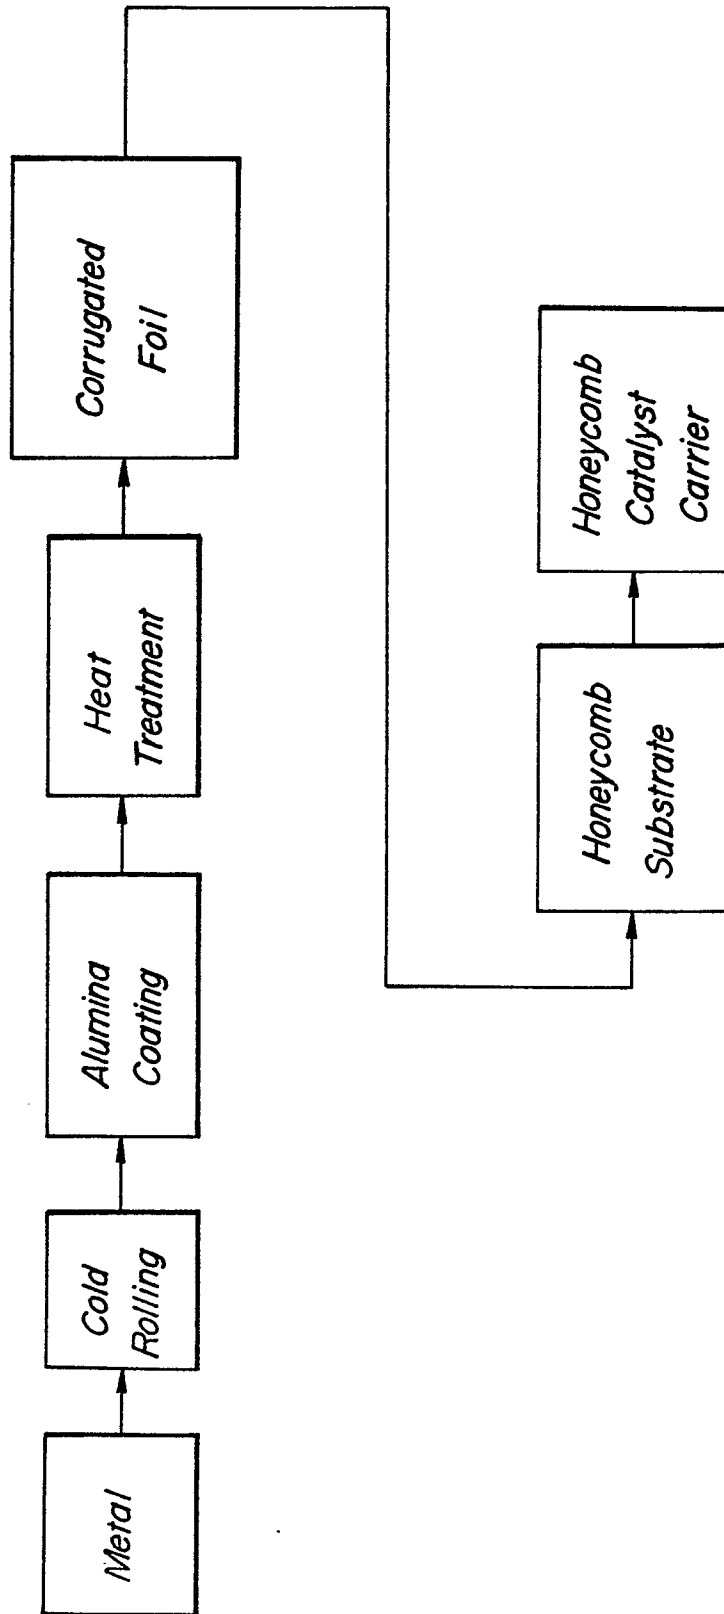 Metal
Cold
Rolling
Alumina
Coating
Heat
Treatment
Corrugated
Foil
Honeycomb
Substrate
Honeycomb
Catalyst
Carrier